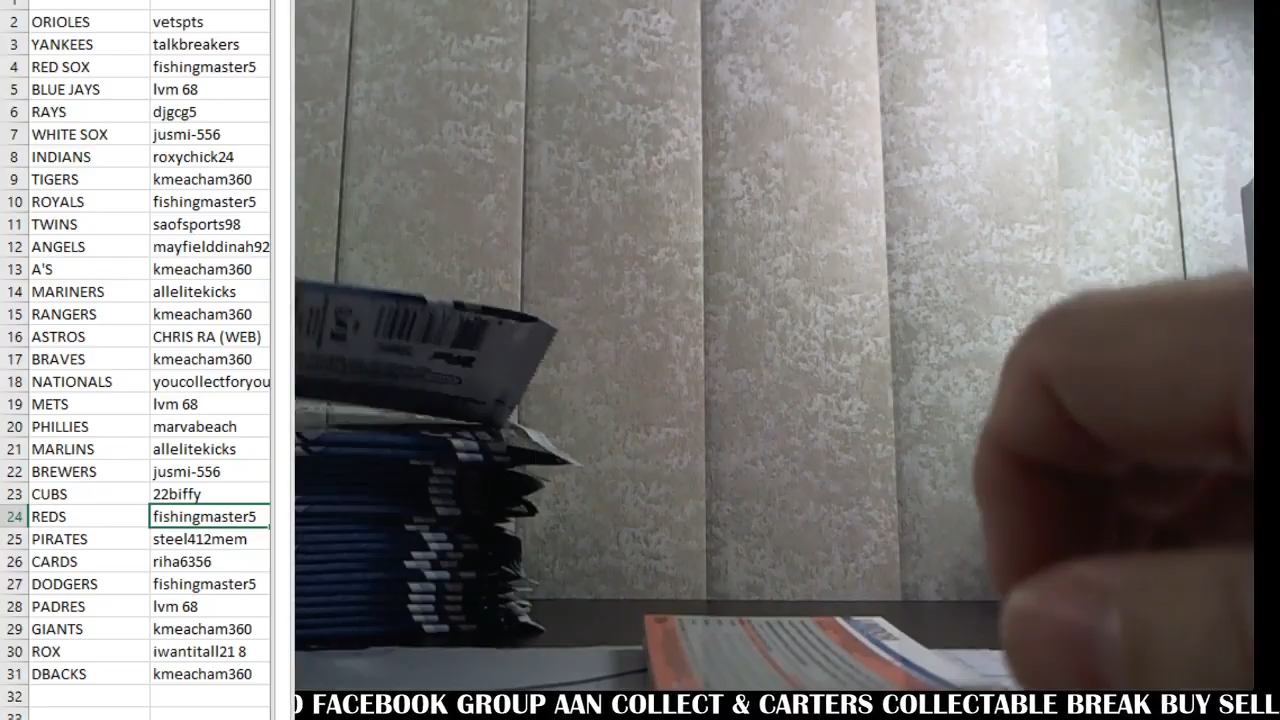 2 ORIOLES vetspts
3 YANKEES talkbreakers
4 RED SOX fishingmaster5
5 BLUE JAYS lvm 68
6 RAYS djgcg5
7 WHITE SOX jusmi-556
8 INDIANS roxychick24
9 TIGERS kmeacham360
10 ROYALS fishingmaster5
11 TWINS saofsports98
12 ANGELS mayfielddinah92
13 A'S kmeacham360
14 MARINERS allelitekicks
15 RANGERS kmeacham360
16 ASTROS CHRIS RA (WEB)
17 BRAVES kmeacham360
18 NATIONALS youcollectforyou
19 METS lvm 68
20 PHILLIES marvabeach
21 MARLINS allelitekicks
22 BREWERS jusmi-556
23 CUBS 22biffy
24 REDS fishingmaster5
25 PIRATES steel412mem
26 CARDS riha6356
27 DODGERS fishingmaster5
28 PADRES lvm 68
29 GIANTS kmeacham360
30 ROX iwantitall21 8
31 DBACKS kmeacham360
32
FACEBOOK GROUP AAN COLLECT & CARTERS COLLECTABLE BREAK BUY SELL